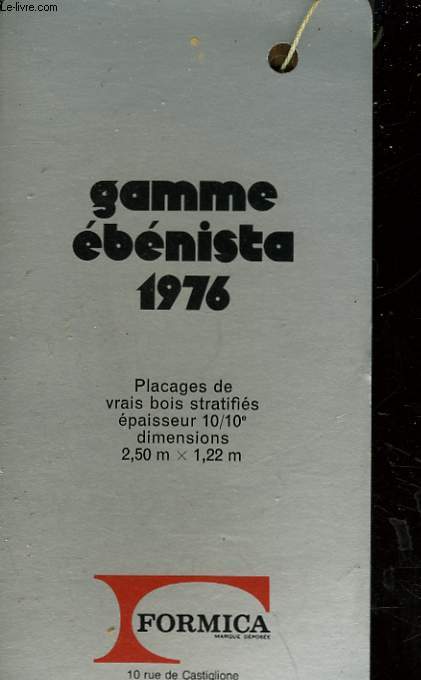 © Le-livre.com
gamme
ébénista
1976
Placages de
vrais bois stratifiés
épaisseur 10/10e
dimensions
2,50 m × 1,22 m
FORMICA
MARQUE DÉPOSÉE
10 rue de Castiglione